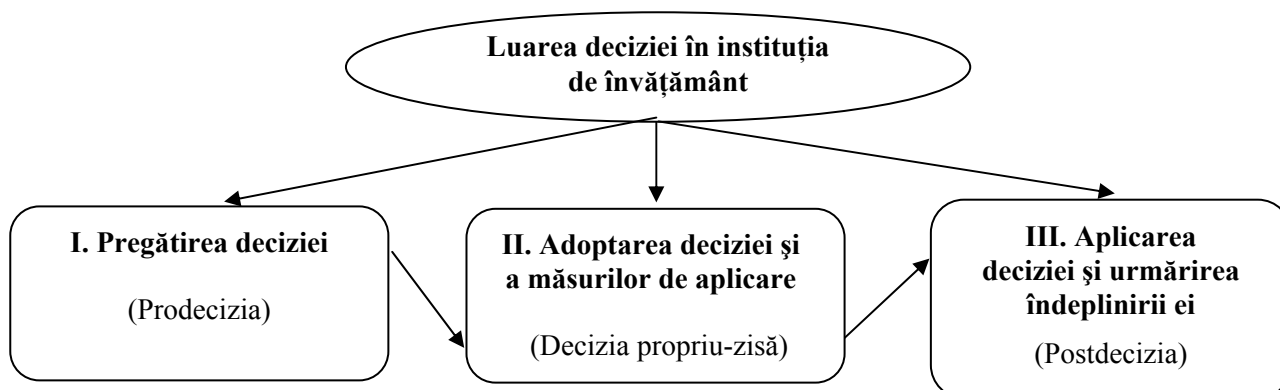 Luarea deciziei în instituția
de învățământ
I. Pregătirea deciziei
(Prodecizia)
II. Adoptarea deciziei şi
a măsurilor de aplicare
(Decizia propriu-zisă)
III. Aplicarea
deciziei şi urmărirea
îndeplinirii ei
(Postdecizia)